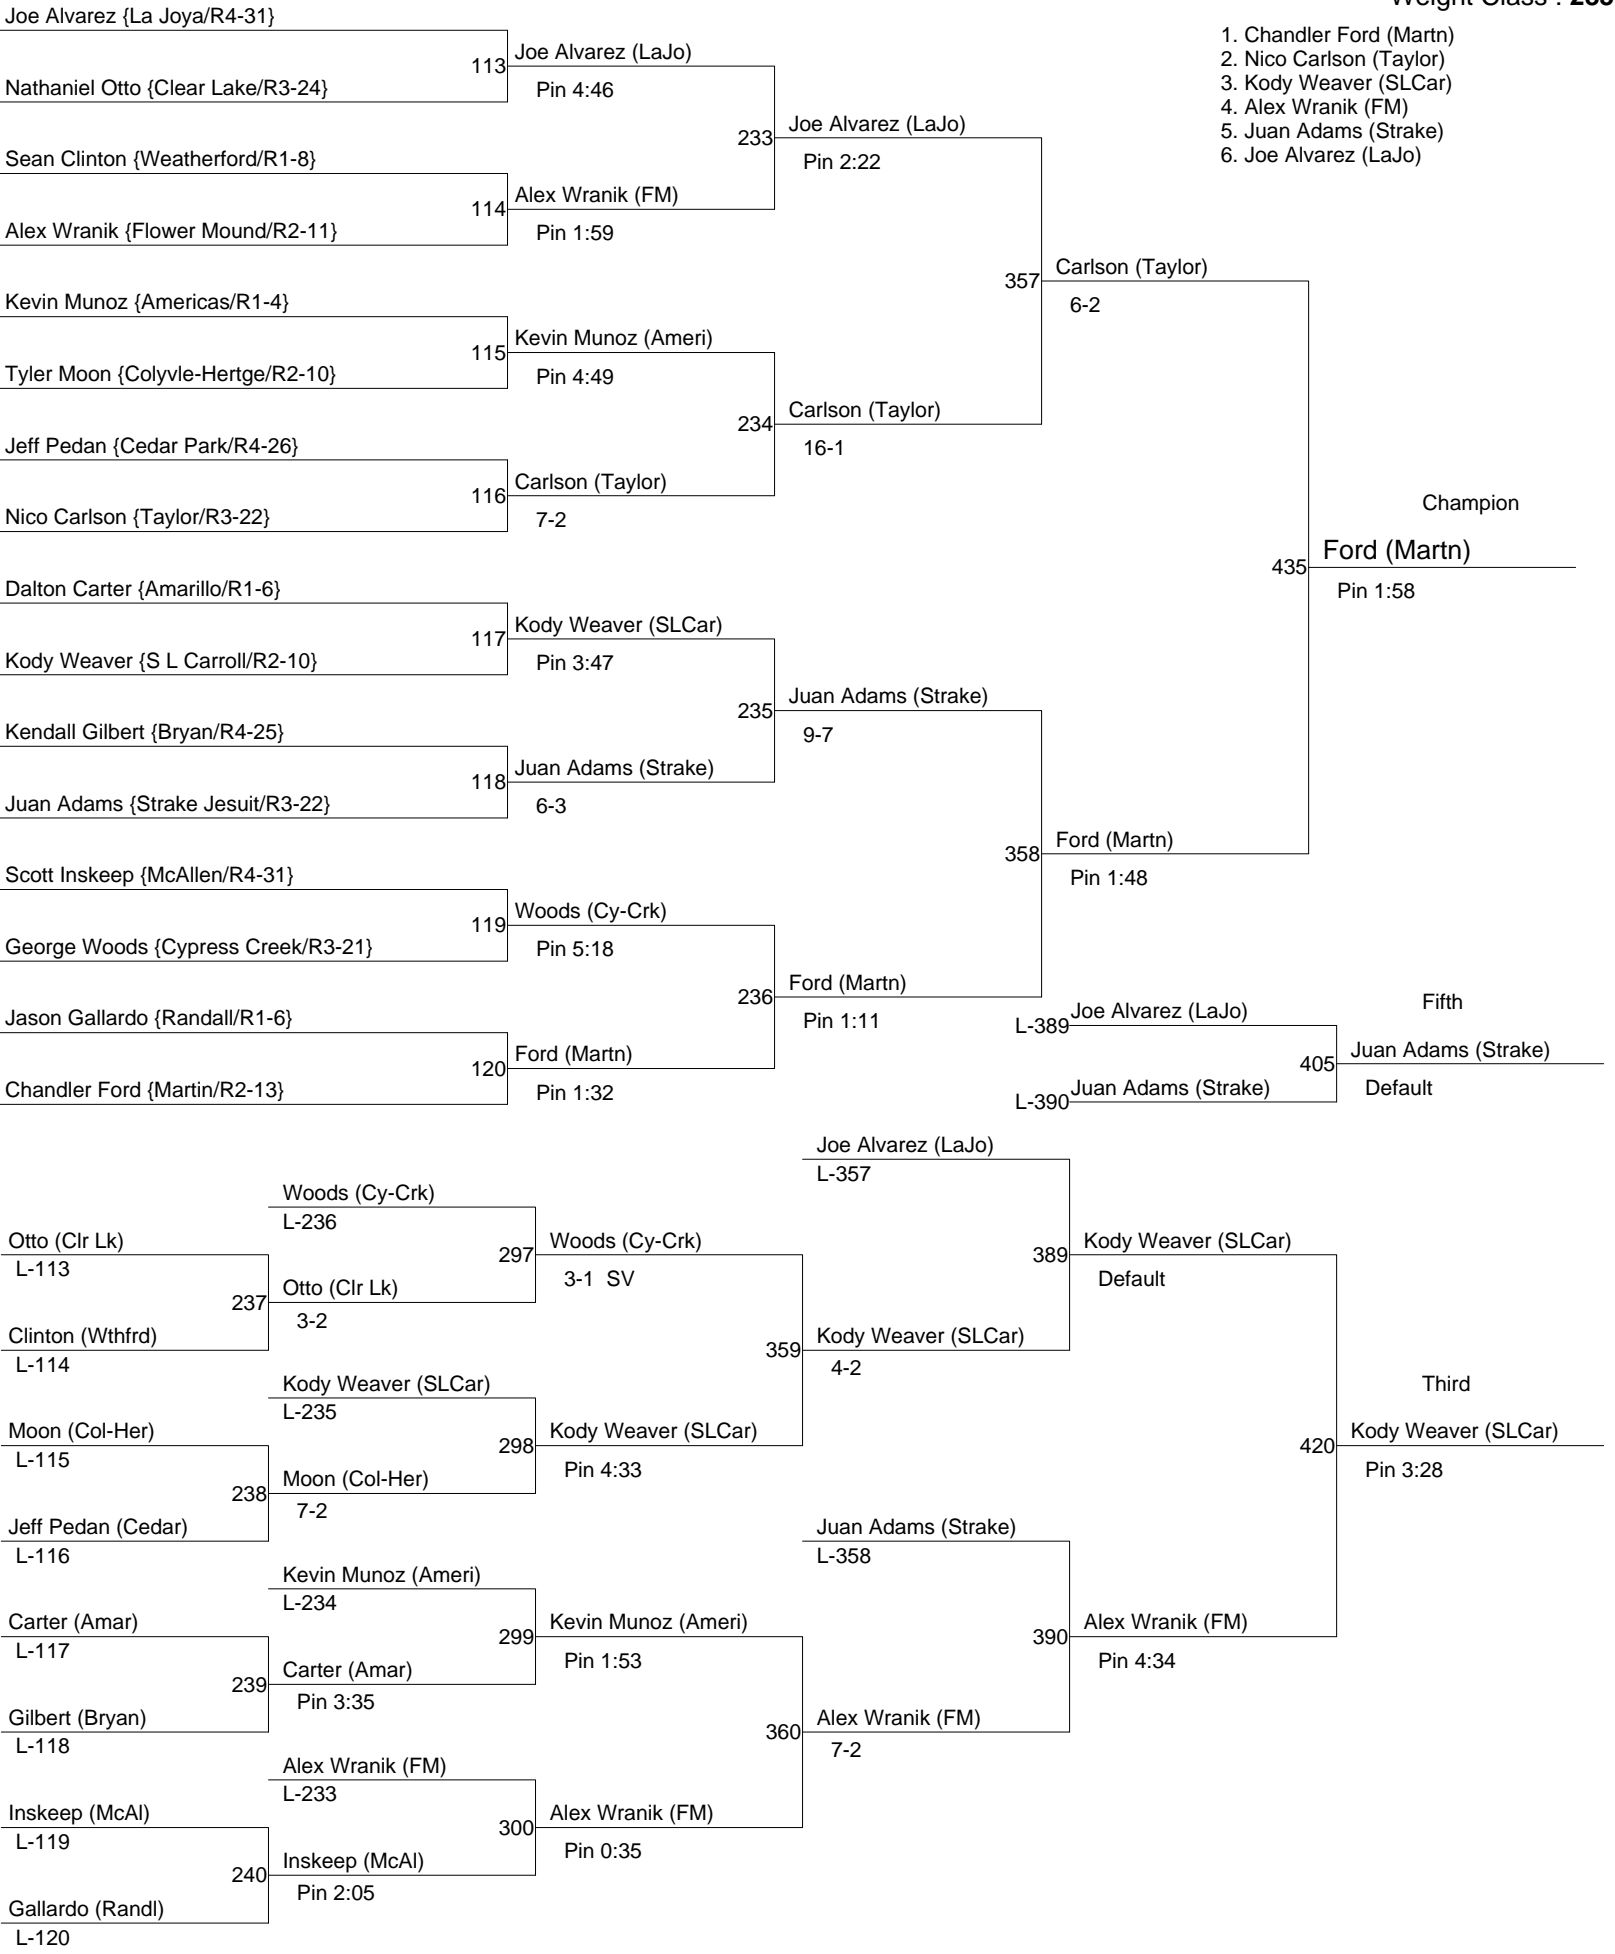 Weight Class :
1. Chandler Ford (Martn)
2. Nico Carlson (Taylor)
3. Kody Weaver (SLCar)
4. Alex Wranik (FM)
5. Juan Adams (Strake)
6. Joe Alvarez (LaJo)
Joe Alvarez {La Joya/R4-31}
113
Nathaniel Otto {Clear Lake/R3-24}
Joe Alvarez (LaJo)
Pin 4:46
Sean Clinton {Weatherford/R1-8}
114
Alex Wranik {Flower Mound/R2-11}
Alex Wranik (FM)
Pin 1:59
233
Joe Alvarez (LaJo)
Pin 2:22
Kevin Munoz {Americas/R1-4}
115
Tyler Moon {Colyvle-Hertge/R2-10}
Kevin Munoz (Ameri)
Pin 4:49
Jeff Pedan {Cedar Park/R4-26}
116
Nico Carlson {Taylor/R3-22}
Carlson (Taylor)
7-2
234
Carlson (Taylor)
16-1
357
Carlson (Taylor)
6-2
Dalton Carter {Amarillo/R1-6}
117
Kody Weaver {S L Carroll/R2-10}
Kody Weaver (SLCar)
Pin 3:47
Kendall Gilbert {Bryan/R4-25}
118
Juan Adams {Strake Jesuit/R3-22}
Juan Adams (Strake)
6-3
235
Juan Adams (Strake)
9-7
Scott Inskeep {McAllen/R4-31}
119
George Woods {Cypress Creek/R3-21}
Woods (Cy-Crk)
Pin 5:18
Jason Gallardo {Randall/R1-6}
120
Chandler Ford {Martin/R2-13}
Ford (Martn)
Pin 1:32
236
Ford (Martn)
Pin 1:11
358
Ford (Martn)
Pin 1:48
Champion
435
Ford (Martn)
Pin 1:58
Fifth
Joe Alvarez (LaJo)
L-389
405
Juan Adams (Strake)
L-390
Juan Adams (Strake)
Default
Otto (Clr Lk)
L-113
237
Clinton (Wthfrd)
L-114
Woods (Cy-Crk)
L-236
297
Otto (Clr Lk)
3-2
Woods (Cy-Crk)
3-1 SV
Moon (Col-Her)
L-115
238
Jeff Pedan (Cedar)
L-116
Kody Weaver (SLCar)
L-235
298
Moon (Col-Her)
7-2
Kody Weaver (SLCar)
Pin 4:33
359
Joe Alvarez (LaJo)
L-357
389
Kody Weaver (SLCar)
4-2
Kody Weaver (SLCar)
Default
Carter (Amar)
L-117
239
Gilbert (Bryan)
L-118
Kevin Munoz (Ameri)
L-234
299
Carter (Amar)
Pin 3:35
Kevin Munoz (Ameri)
Pin 1:53
Inskeep (McAl)
L-119
240
Gallardo (Randl)
L-120
Alex Wranik (FM)
L-233
300
Inskeep (McAl)
Pin 2:05
Alex Wranik (FM)
Pin 0:35
360
Juan Adams (Strake)
L-358
390
Alex Wranik (FM)
7-2
Alex Wranik (FM)
Pin 4:34
Third
420
Kody Weaver (SLCar)
Pin 3:28